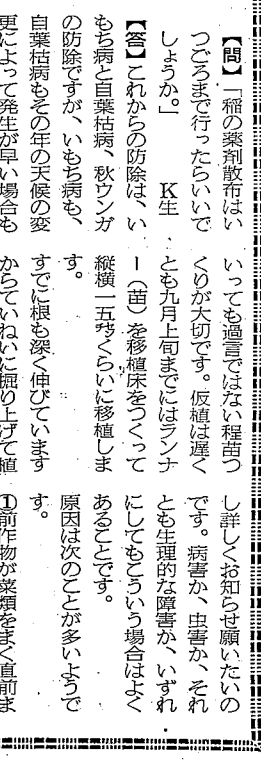 【問】「稲の薬剤散布はい
つごろまで行ったらいいで
しょうか。」　　K生
【答】これからの防除は、い
もち病と白葉枯病、秋ウンガ
の防除ですが、いもち病も、
白葉枯病もその年の天候の変
更によって発生が早い場合も
いっても過言ではない程苗つ
くりが大切です。仮植は遅く
とも九月上旬までにはランナ
ー(苗)を移植床をつくって
縦横一五㌢くらいに移植しま
す。
すでに根も深く伸びています
からていねいに掘り上げて植
し詳しくお知らせ願いたいの
です。病害か、虫害か、それ
とも生理的な障害か、いずれ
にしてもこういう場合はよく
あることです。
原因は次のことが多いようで
す。
①前作物が菜類をまく直前ま